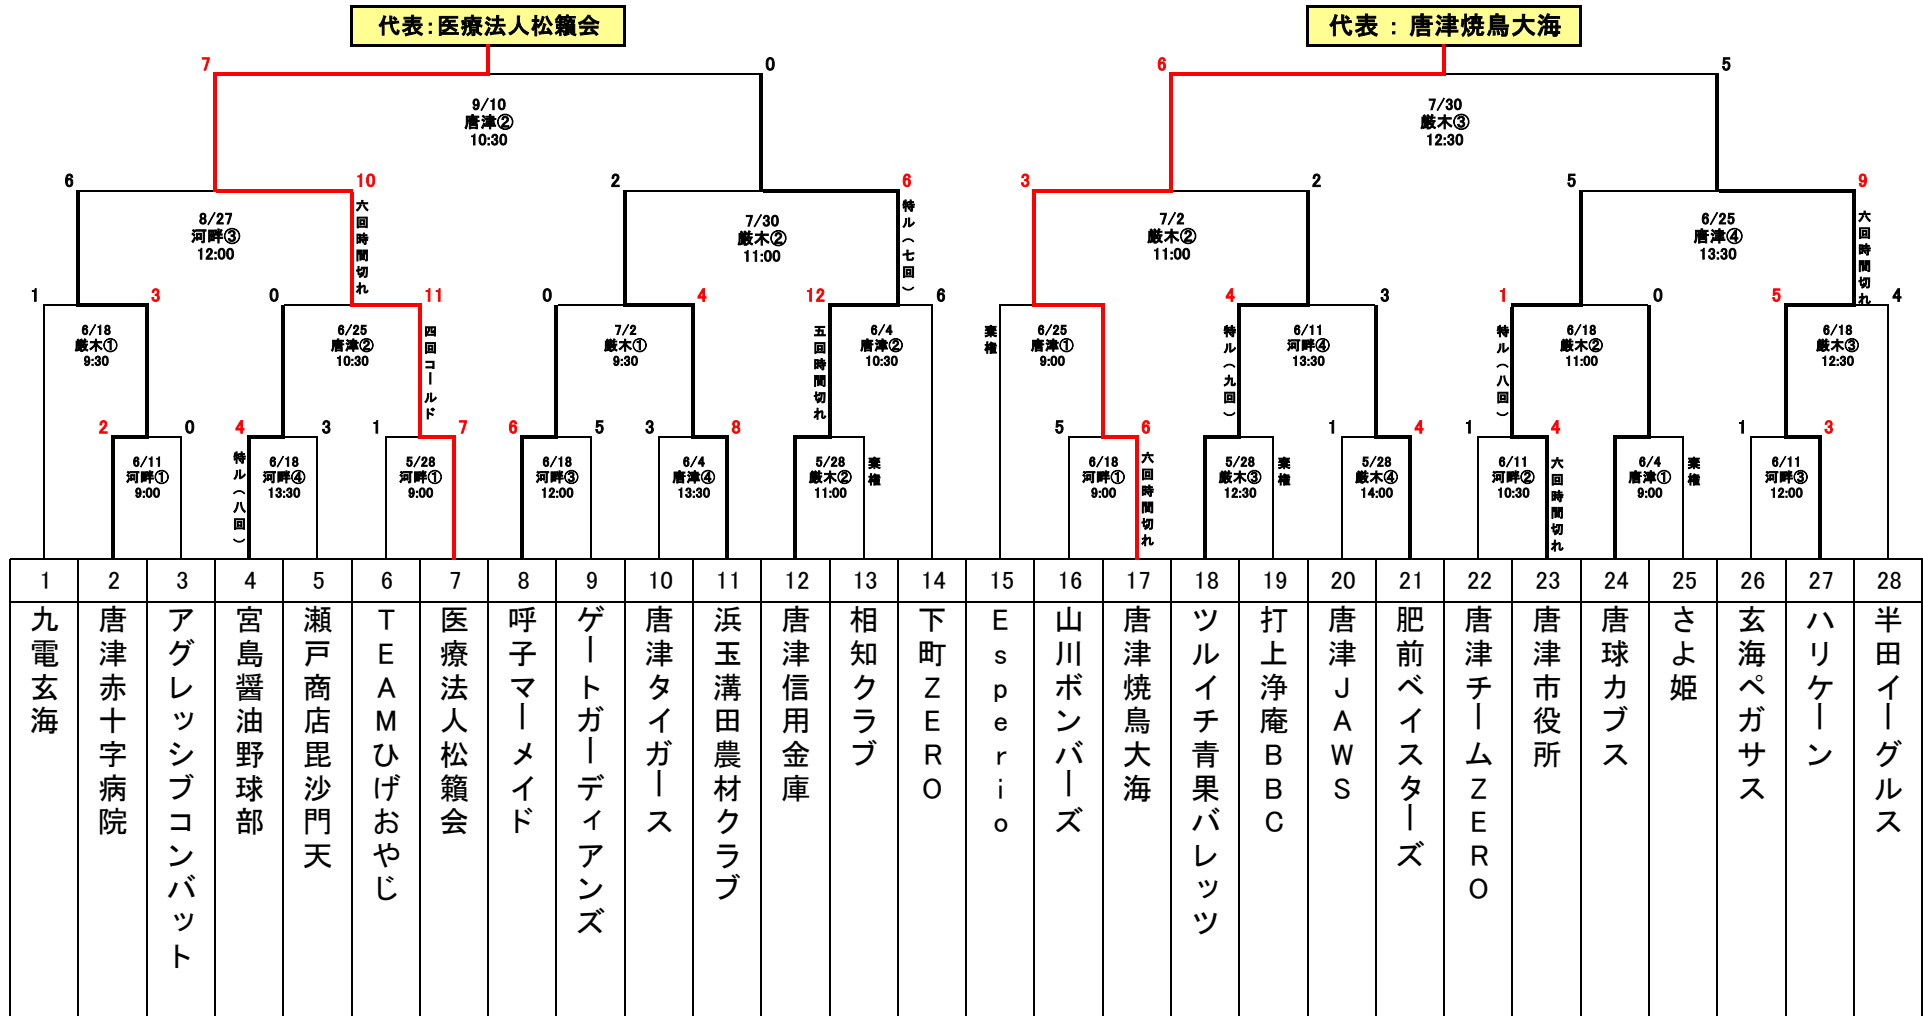 代表：医療法人松籟会
代表 ： 唐津焼鳥大海
7
0
6
5
9/10
唐津②
10:30
7/30
厳木③
12:30
6
10
2
6
3
2
5
9
8/27
河畔③
12:00
六回時間切れ
7/30
厳木②
11:00
特ル（七回）
7/2
厳木②
11:00
6/25
唐津④
13:30
六回時間切れ
1
3
0
11
0
4
12
6
4
3
1
0
5
4
6/18
厳木①
9:30
6/25
唐津②
10:30
四回コールド
7/2
厳木①
9:30
五回時間切れ
6/4
唐津②
10:30
棄権
6/25
唐津①
9:00
特ル（九回）
6/11
河畔④
13:30
特ル（八回）
6/18
厳木②
11:00
6/18
厳木③
12:30
2
0
4
3
1
7
6
5
3
8
5
6
1
4
1
4
1
3
6/11
河畔①
9:00
特ル（八回）
6/18
河畔④
13:30
5/28
河畔①
9:00
6/18
河畔③
12:00
6/4
唐津④
13:30
5/28
厳木②
11:00
棄権
6/18
河畔①
9:00
六回時間切れ
5/28
厳木③
12:30
棄権
5/28
厳木④
14:00
6/11
河畔②
10:30
六回時間切れ
6/4
唐津①
9:00
棄権
6/11
河畔③
12:00
1
2
3
4
5
6
7
8
9
10
11
12
13
14
15
16
17
18
19
20
21
22
23
24
25
26
27
28
九電玄海
唐津赤十字病院
アグレッシブコンバット
宮島醤油野球部
瀬戸商店毘沙門天
ＴＥＡＭひげおやじ
医療法人松籟会
呼子マーメイド
ゲートガーディアンズ
唐津タイガース
浜玉溝田農材クラブ
唐津信用金庫
相知クラブ
下町ＺＥＲＯ
Ｅｓｐｅｒｉｏ
山川ボンバーズ
唐津焼鳥大海
ツルイチ青果バレッツ
打上浄庵ＢＢＣ
唐津ＪＡＷＳ
肥前ベイスターズ
唐津チームＺＥＲＯ
唐津市役所
唐球カブス
さよ姫
玄海ペガサス
ハリケーン
半田イーグルス